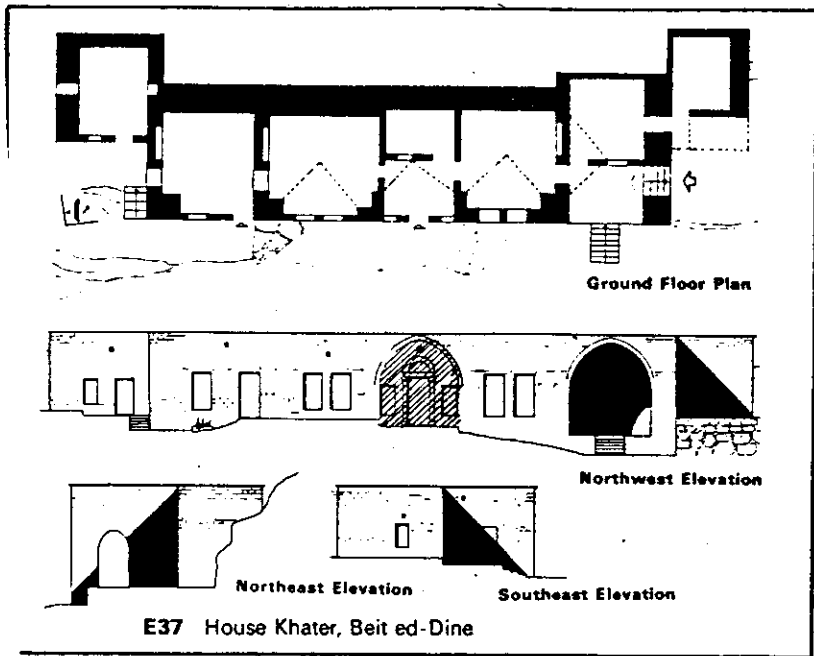 Ground Floor Plan
Northwest Elevation
Northeast Elevation
Southeast Elevation
E37 House Khater, Beit ed-Dine